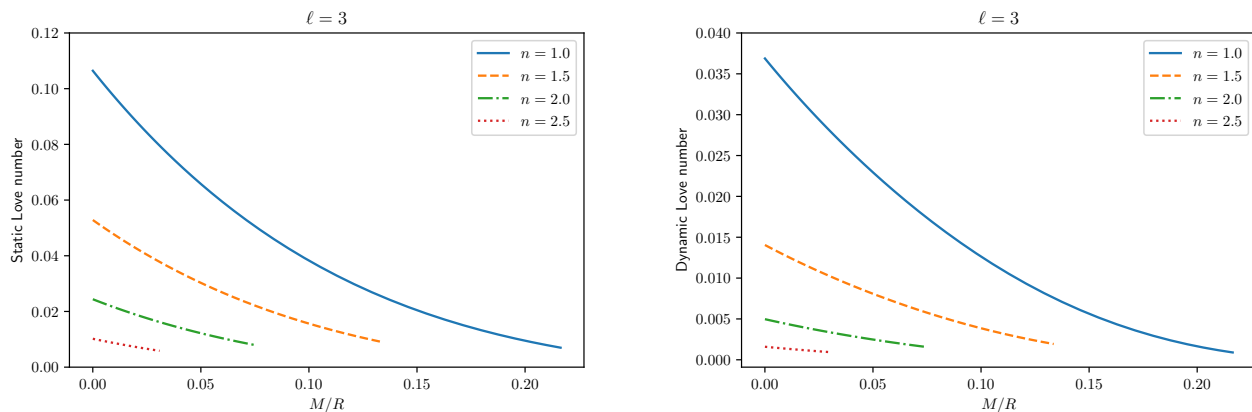 ℓ = 3
Static Love number
0.12
0.10
0.08
0.06
0.04
0.02
0.00
0.00 0.05 0.10 0.15 0.20
M/R
n = 1.0
n = 1.5
n = 2.0
n = 2.5
ℓ = 3
Dynamic Love number
0.040
0.035
0.030
0.025
0.020
0.015
0.010
0.005
0.000
0.00 0.05 0.10 0.15 0.20
M/R
n = 1.0
n = 1.5
n = 2.0
n = 2.5